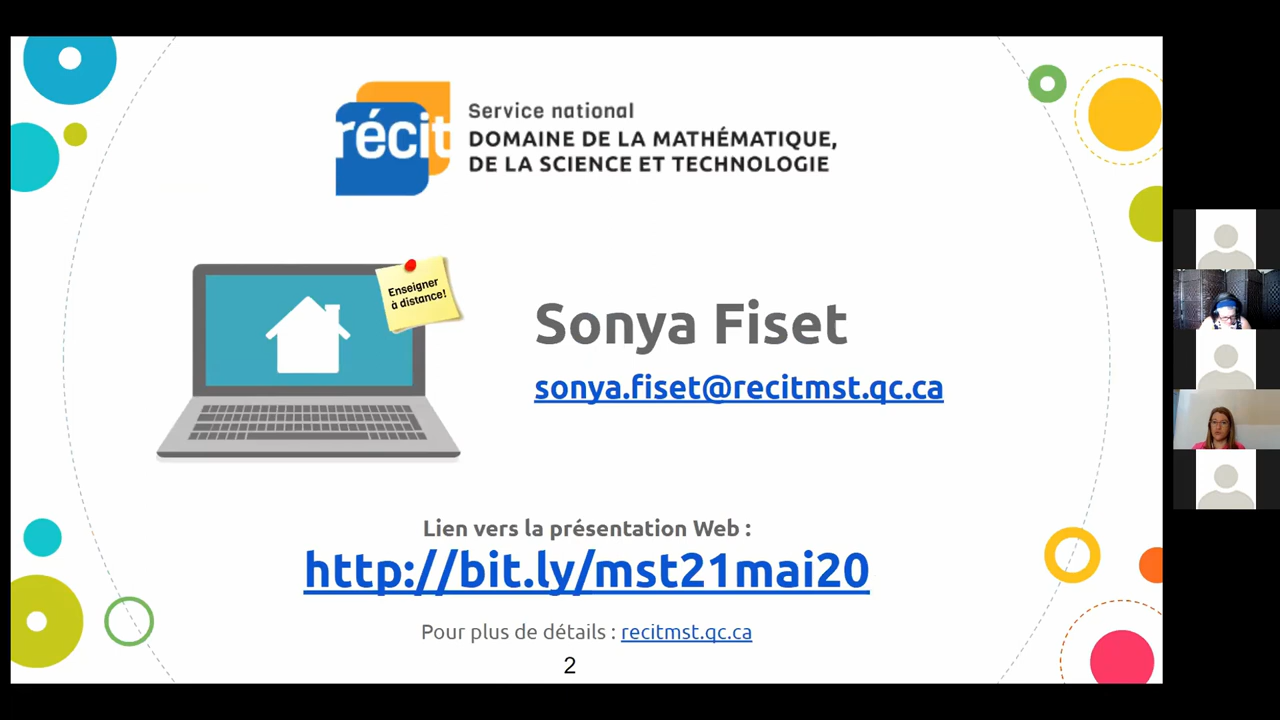 récit
Service national
DOMAINE DE LA MATHÉMATIQUE,
DE LA SCIENCE ET TECHNOLOGIE
Enseigner
à distance!
Sonya Fiset
sonya.fiset@recitmst.qc.ca
Lien vers la présentation Web :
http://bit.ly/mst21mai20
Pour plus de détails : recitmst.qc.ca
2